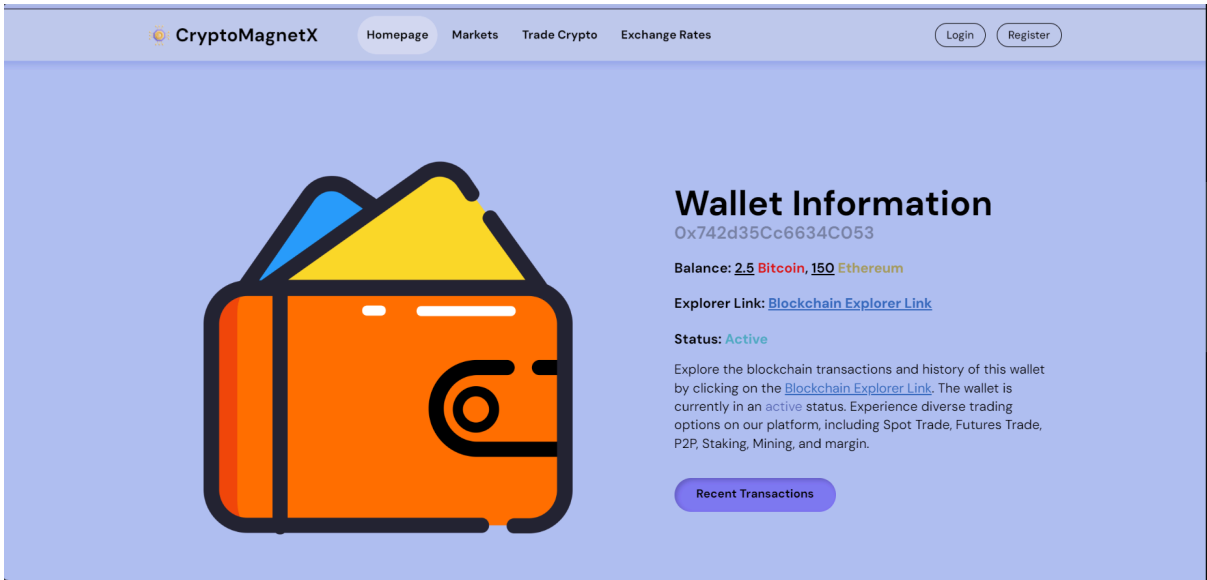 CryptoMagnetX
Homepage
Markets
Trade Crypto
Exchange Rates
Login
Register
Wallet Information
0x742d35Cc6634C053
Balance: 2.5 Bitcoin, 150 Ethereum
Explorer Link: Blockchain Explorer Link
Status: Active
Explore the blockchain transactions and history of this wallet
by clicking on the Blockchain Explorer Link. The wallet is
currently in an active status. Experience diverse trading
options on our platform, including Spot Trade, Futures Trade,
P2P, Staking, Mining, and margin.
Recent Transactions